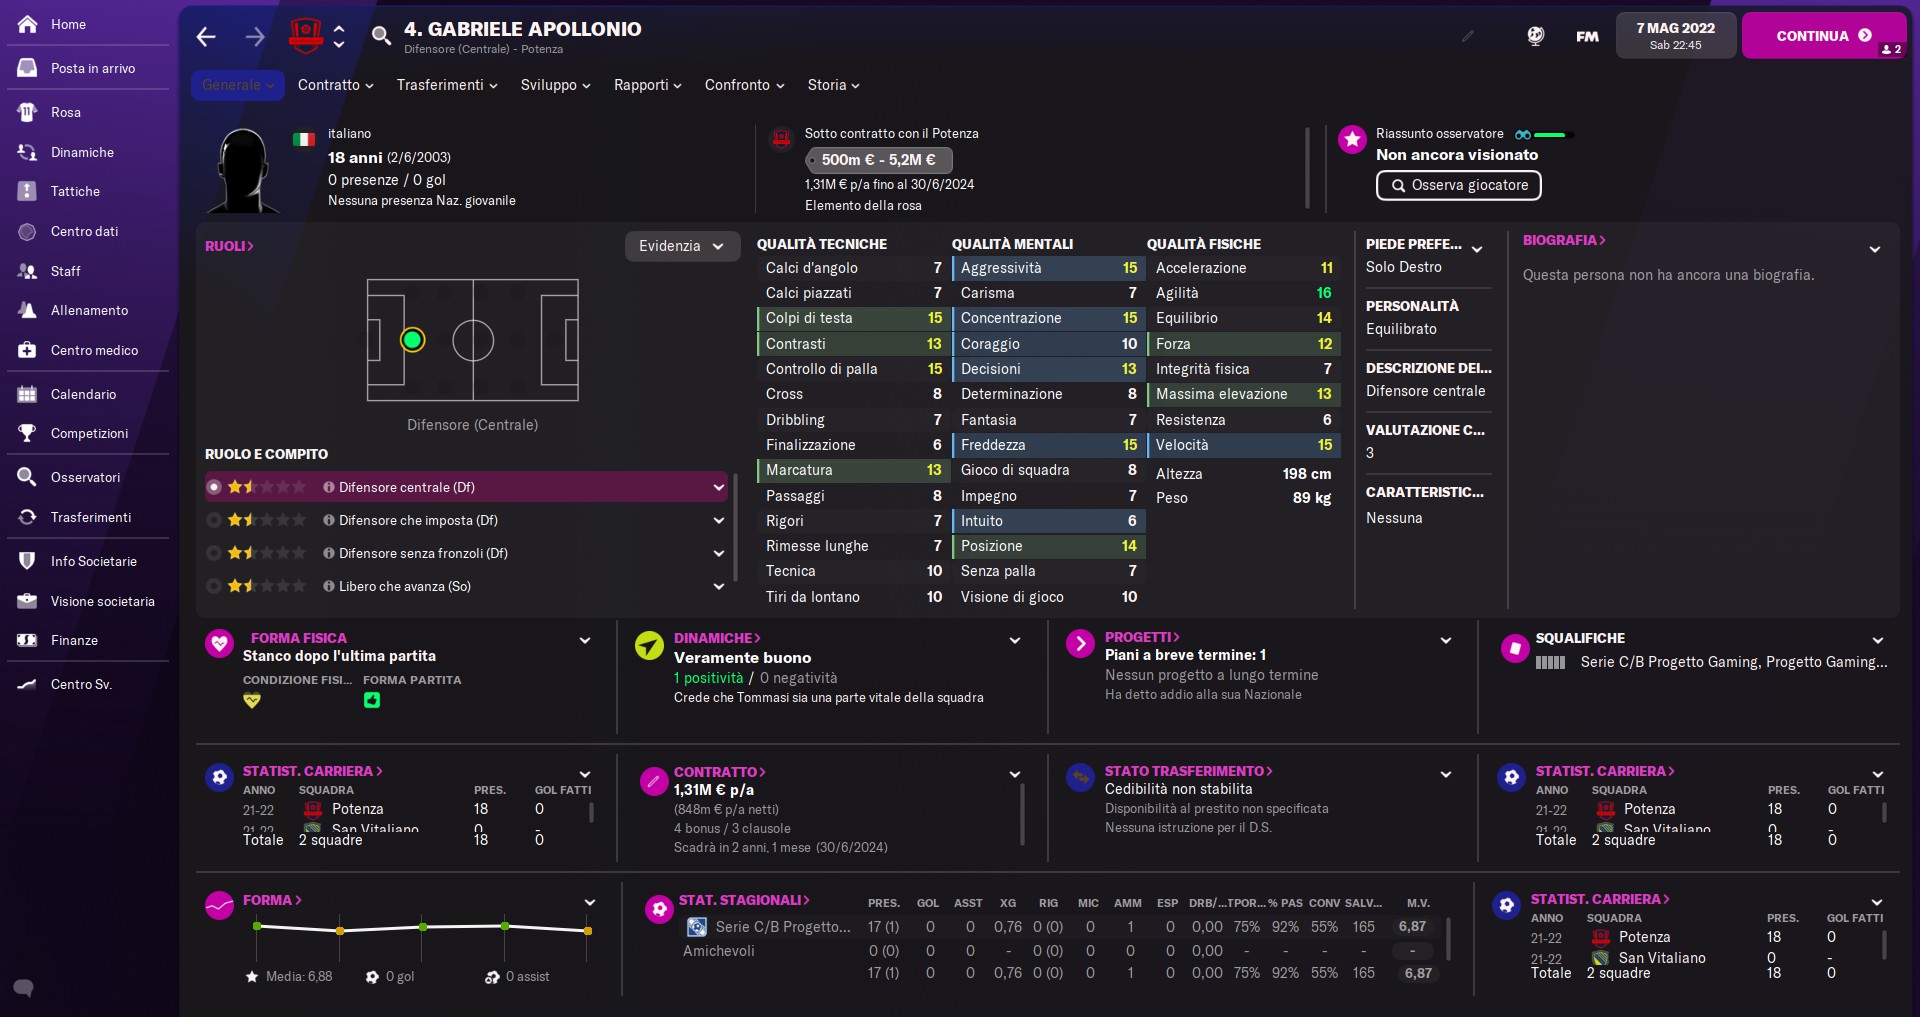 Home
Posta in arrivo
Rosa
Dinamiche
Tattiche
Centro dati
Staff
Allenamento
Centro medico
Calendario
Competizioni
Osservatori
Trasferimenti
Info Societarie
Visione societaria
Finanze
Centro Sv.
4. GABRIELE APOLLONIO
Difensore (Centrale) - Potenza
FM
7 MAG 2022
Sab 22:45
CONTINUA
2
Generale Contratto Trasferimenti Sviluppo Rapporti Confronto Storia
italiano
18 anni (2/6/2003)
0 presenze / 0 gol
Nessuna presenza Naz. giovanile
Sotto contratto con il Potenza
500m € - 5,2M €
1,31M € p/a fino al 30/6/2024
Elemento della rosa
Riassunto osservatore
Non ancora visionato
Osserva giocatore
RUOLI
Evidenzia
Difensore (Centrale)
RUOLO E COMPITO
Difensore centrale (Df)
Difensore che imposta (Df)
Difensore senza fronzoli (Df)
Libero che avanza (So)
QUALITÀ TECNICHE
Calci d'angolo 7
Calci piazzati 7
Colpi di testa 15
Contrasti 13
Controllo di palla 15
Cross 8
Dribbling 7
Finalizzazione 6
Marcatura 13
Passaggi 8
Rigori 7
Rimesse lunghe 7
Tecnica 10
Tiri da lontano 10
QUALITÀ MENTALI
Aggressività 15
Carisma 7
Concentrazione 15
Coraggio 10
Decisioni 13
Determinazione 8
Fantasia 7
Freddezza 15
Gioco di squadra 8
Impegno 7
Intuito 6
Posizione 14
Senza palla 7
Visione di gioco 10
QUALITÀ FISICHE
Accelerazione 11
Agilità 16
Equilibrio 14
Forza 12
Integrità fisica 7
Massima elevazione 13
Resistenza 6
Velocità 15
Altezza 198 cm
Peso 89 kg
PIEDE PREFE...
Solo Destro
PERSONALITÀ
Equilibrato
DESCRIZIONE DEI...
Difensore centrale
VALUTAZIONE C...
3
CARATTERISTIC...
Nessuna
BIOGRAFIA
Questa persona non ha ancora una biografia.
FORMA FISICA
Stanco dopo l'ultima partita
CONDIZIONE FISI... FORMA PARTITA
DINAMICHE
Veramente buono
1 positività / 0 negatività
Crede che Tommasi sia una parte vitale della squadra
PROGETTI
Piani a breve termine: 1
Nessun progetto a lungo termine
Ha detto addio alla sua Nazionale
SQUALIFICHE
Serie C/B Progetto Gaming, Progetto Gaming...
STATIST. CARRIERA
ANNO SQUADRA PRES. GOL FATTI
21-22 Potenza 18 0
21-22 San Vitaliano 0 -
Totale 2 squadre 18 0
CONTRATTO
1,31M € p/a
(848m € p/a netti)
4 bonus / 3 clausole
Scadrà in 2 anni, 1 mese (30/6/2024)
STATO TRASFERIMENTO
Cedibilità non stabilita
Disponibilità al prestito non specificata
Nessuna istruzione per il D.S.
STATIST. CARRIERA
ANNO SQUADRA PRES. GOL FATTI
21-22 Potenza 18 0
21-22 San Vitaliano 0 -
Totale 2 squadre 18 0
FORMA
Media: 6,88 0 gol 0 assist
STAT. STAGIONALI PRES. GOL ASST XG RIG MIC AMM ESP DRB/... TPOR... % PAS CONV SALV... M.V.
Serie C/B Progetto... 17 (1) 0 0 0,76 0 (0) 0 1 0 0,00 75% 92% 55% 165 6,87
Amichevoli 0 (0) 0 0 - 0 (0) 0 0 0 0,00 - - - - -
17 (1) 0 0 0,76 0 (0) 0 1 0 0,00 75% 92% 55% 165 6,87
STATIST. CARRIERA
ANNO SQUADRA PRES. GOL FATTI
21-22 Potenza 18 0
21-22 San Vitaliano 0 -
Totale 2 squadre 18 0